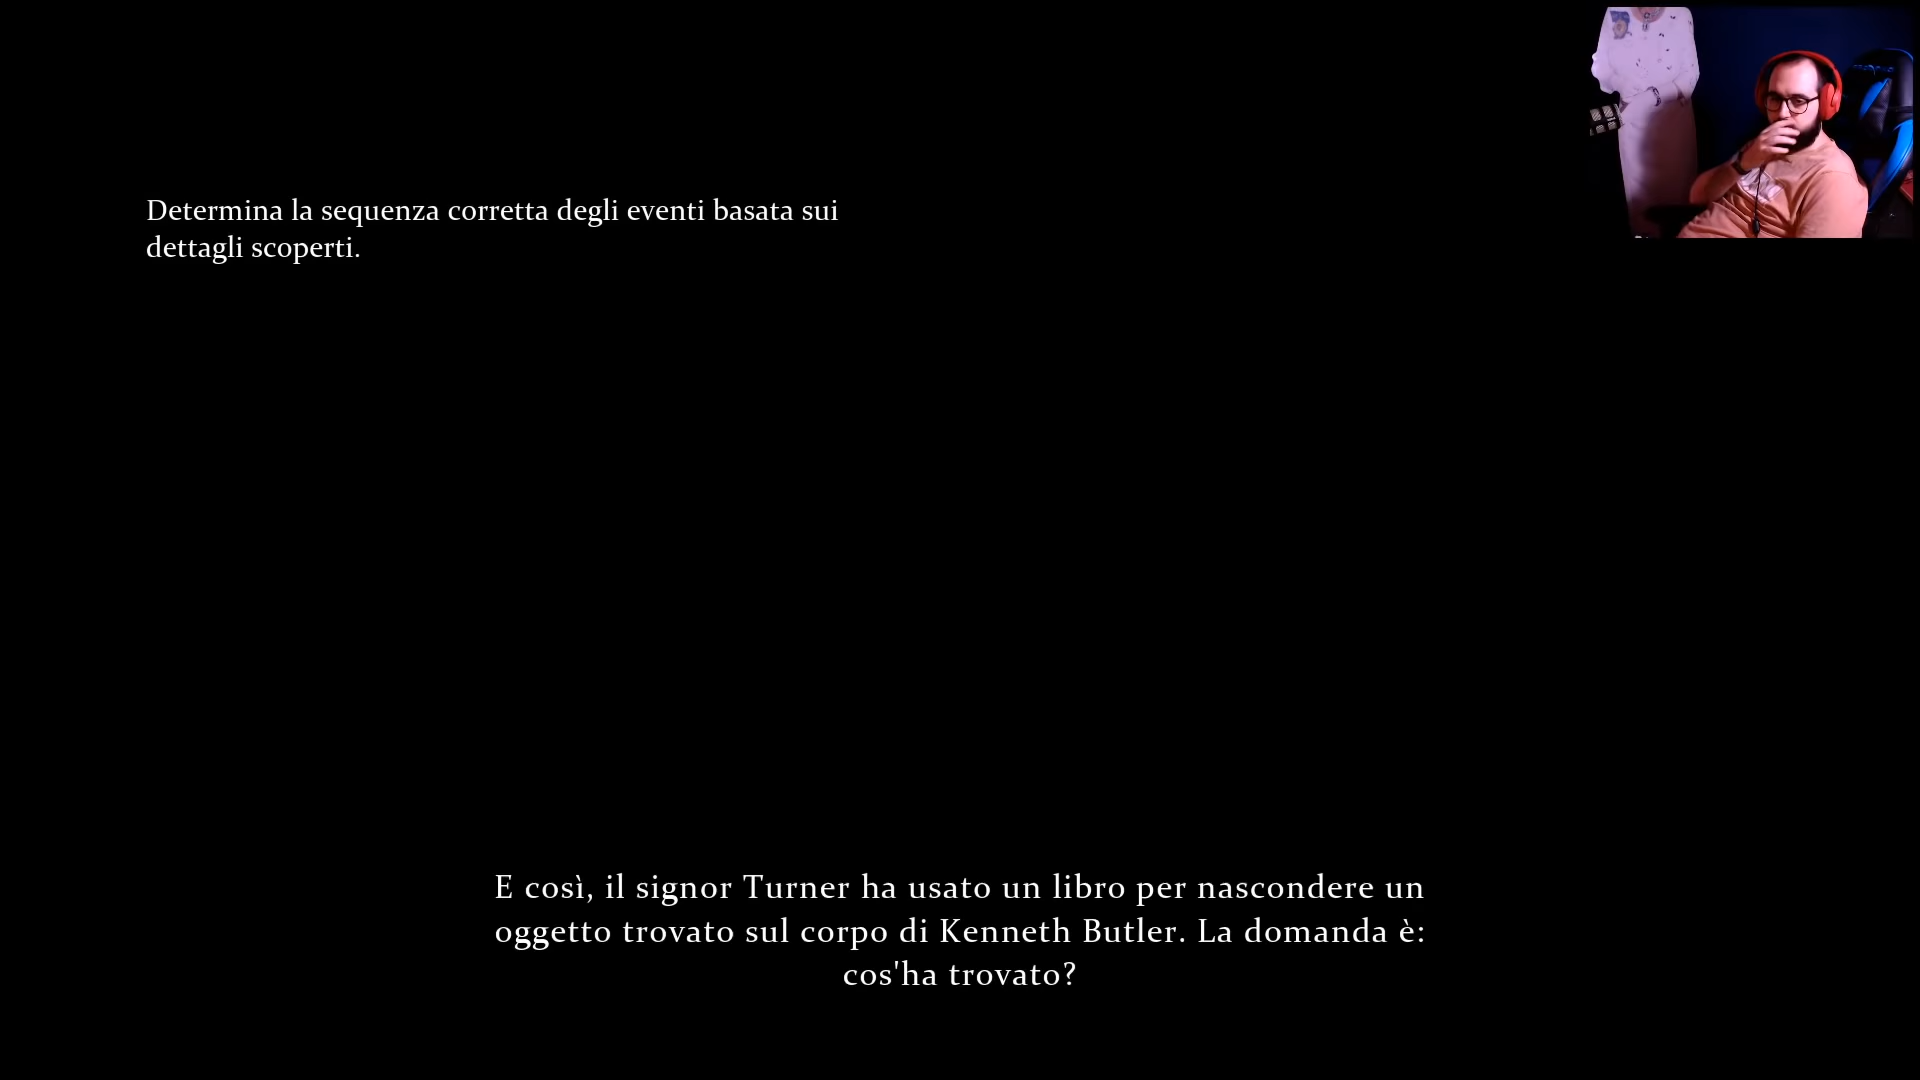 Determina la sequenza corretta degli eventi basata sui
dettagli scoperti.
E così, il signor Turner ha usato un libro per nascondere un
oggetto trovato sul corpo di Kenneth Butler. La domanda è:
cos'ha trovato?